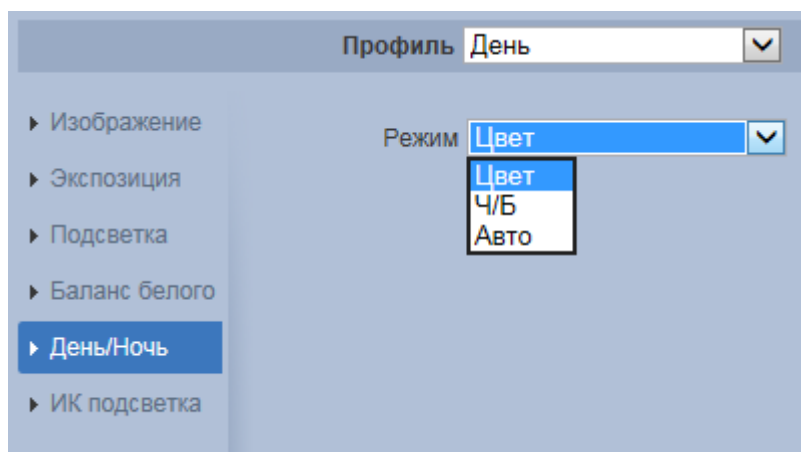 Профиль День
Изображение
Режим Цвет
Экспозиция
Цвет
Ч/Б
Подсветка
Авто
Баланс белого
День/Ночь
ИК подсветка